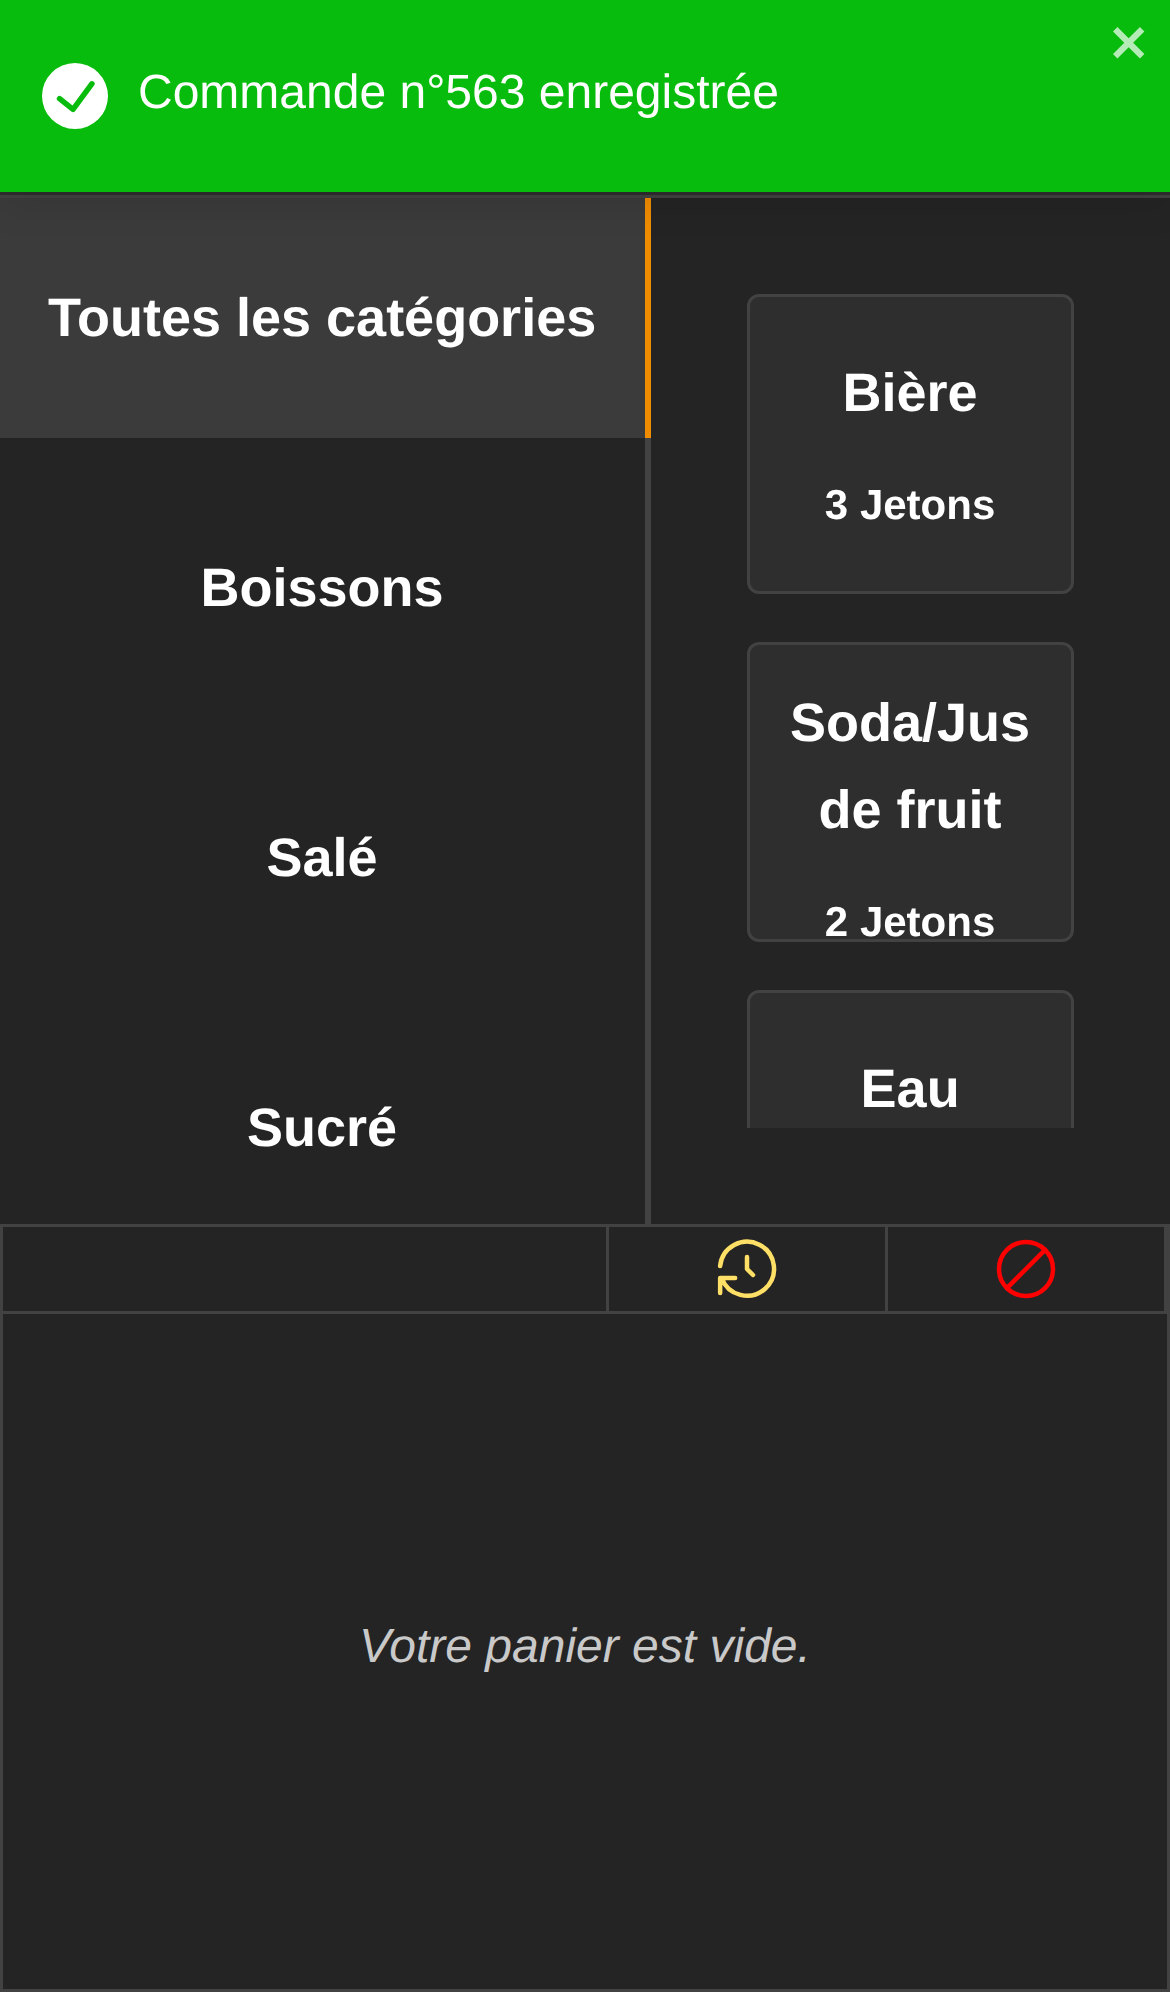 Commande n°563 enregistrée
Toutes les catégories
Boissons
Salé
Sucré
Bière
3 Jetons
Soda/Jus
de fruit
2 Jetons
Eau
Votre panier est vide.